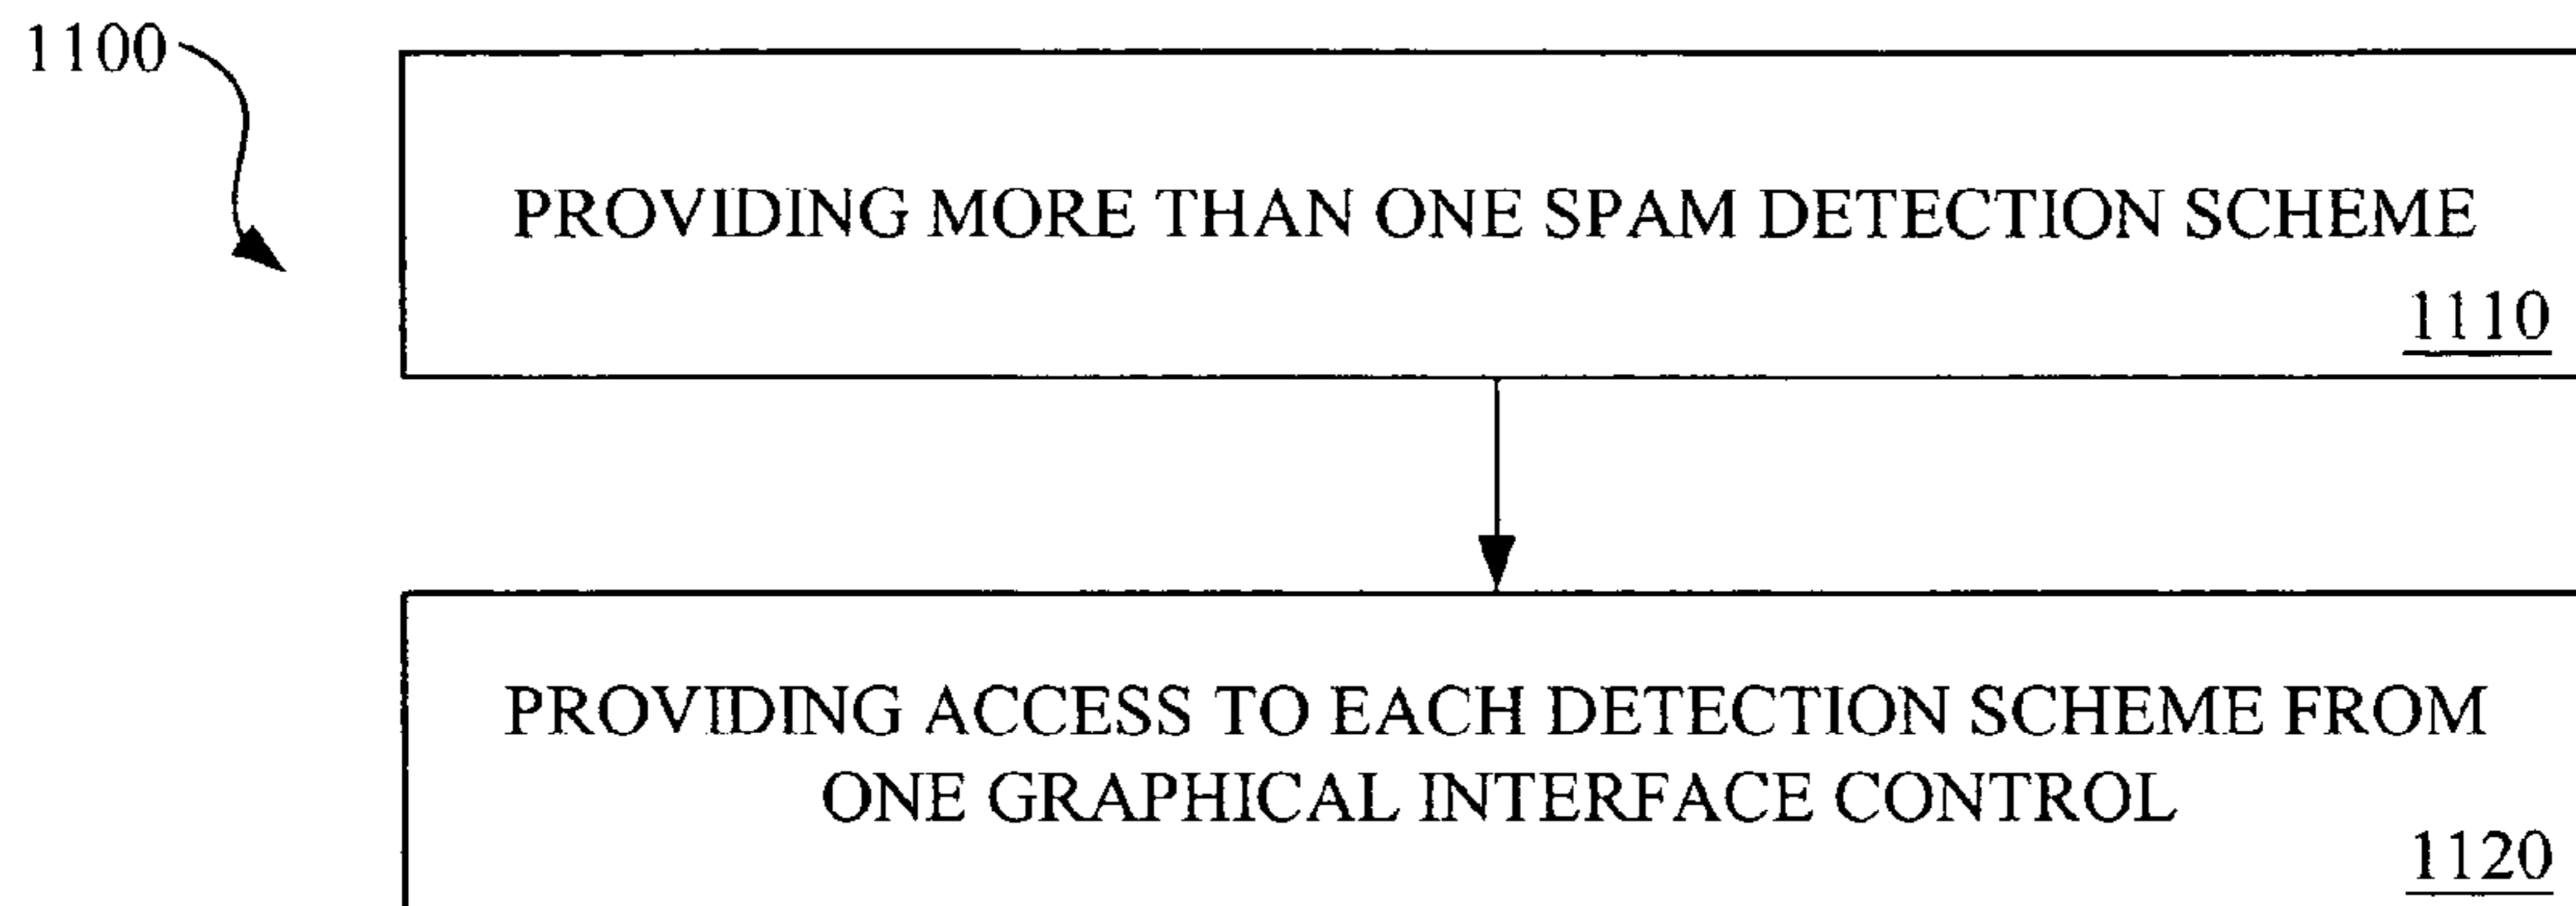 1100
PROVIDING MORE THAN ONE SPAM DETECTION SCHEME
1110
PROVIDING ACCESS TO EACH DETECTION SCHEME FROM
ONE GRAPHICAL INTERFACE CONTROL
1120